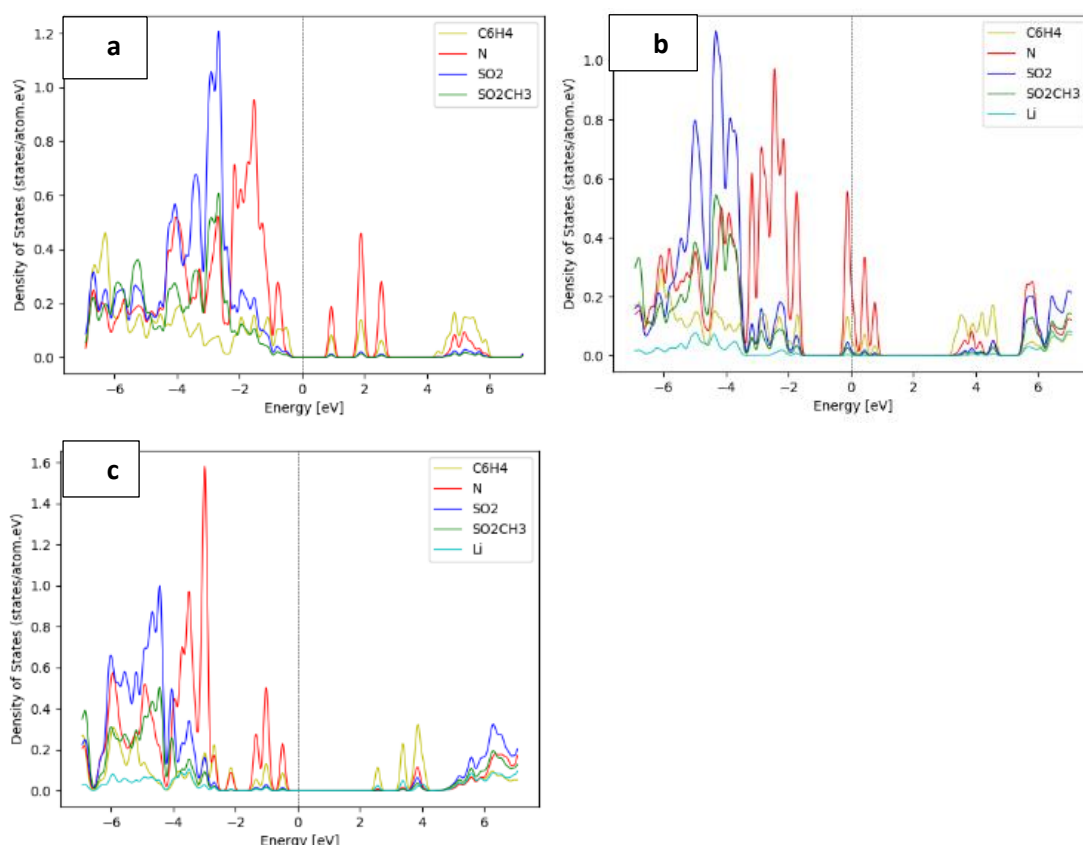 a
C6H4
N
SO2
SO2CH3
Density of States (states/atom.eV)
1.2
1.0
0.8
0.6
0.4
0.2
0.0
−6
−4
−2
0
2
4
6
Energy [eV]
b
C6H4
N
SO2
SO2CH3
Li
Density of States (states/atom.eV)
1.0
0.8
0.6
0.4
0.2
0.0
−6
−4
−2
0
2
4
6
Energy [eV]
c
C6H4
N
SO2
SO2CH3
Li
Density of States (states/atom.eV)
1.6
1.4
1.2
1.0
0.8
0.6
0.4
0.2
0.0
−6
−4
−2
0
2
4
6
Energy [eV]